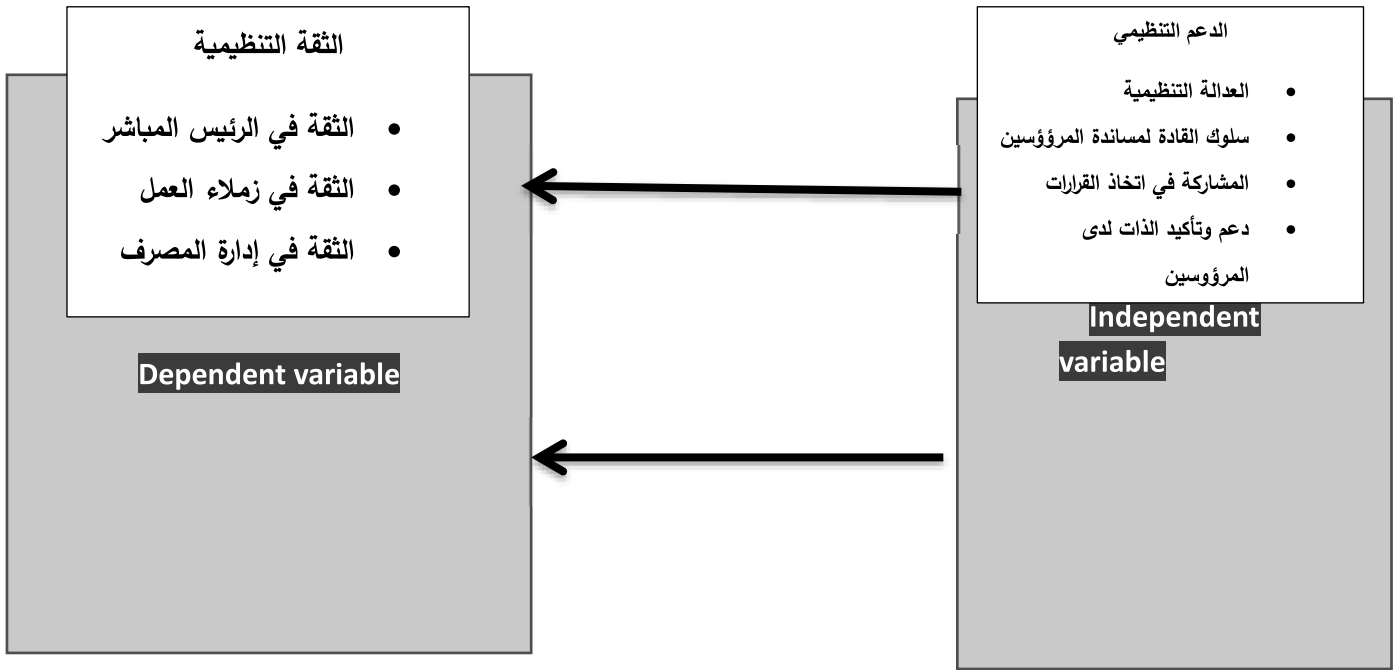 الدعم التنظيمي
• العدالة التنظيمية
• سلوك القادة لمساندة المرؤؤسين
• المشاركة في اتخاذ القرارات
• دعم وتأكيد الذات لدى
المرؤوسين
Independent
variable
الثقة التنظيمية
• الثقة في الرئيس المباشر
• الثقة في زملاء العمل
• الثقة في إدارة المصرف
Dependent variable